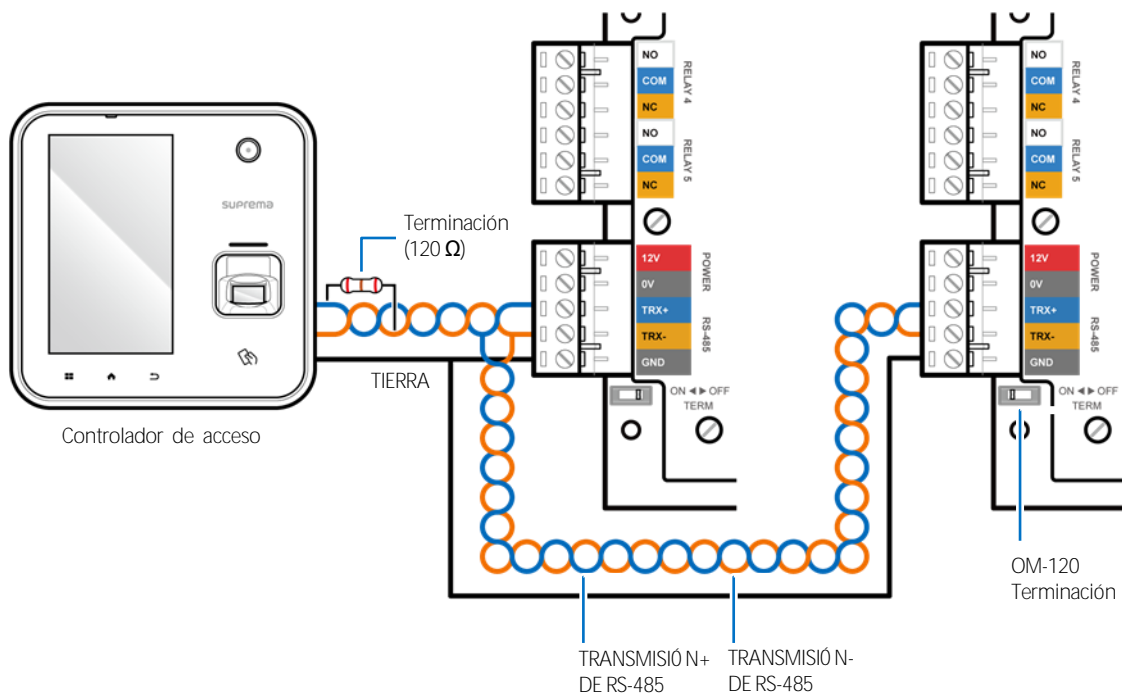 NO
COM
NC
RELAY 4
NO
COM
NC
RELAY 5
NO
COM
NC
RELAY 4
NO
COM
NC
RELAY 5
suprema
Terminación
(120 Ω)
12V
0V
POWER
TRX+
TRX-
GND
RS-485
12V
0V
POWER
TRX+
TRX-
GND
RS-485
TIERRA
ON ◄ ► OFF
TERM
ON ◄ ► OFF
TERM
Controlador de acceso
OM-120
Terminación
TRANSMISIÓ N+
DE RS-485
TRANSMISIÓ N-
DE RS-485